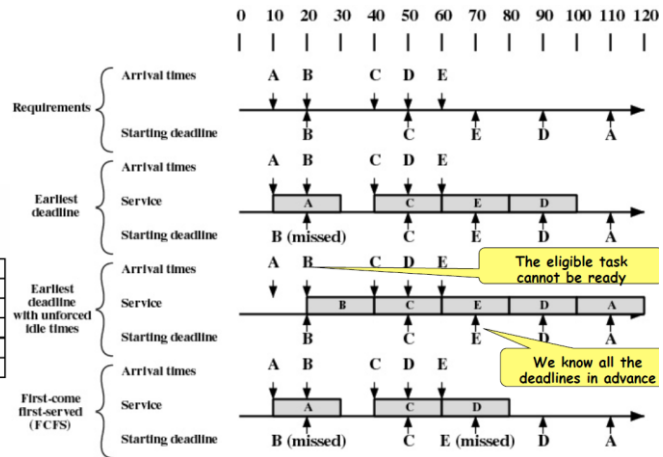 0 10 20 30 40 50 60 70 80 90 100 110 120
Requirements
Arrival times A B C D E
Starting deadline B C E D A
Earliest
deadline
Arrival times A B C D E
Service A C E D
Starting deadline B (missed) C E D A
Earliest
deadline
with unforced
idle times
Arrival times A B C D E
Service B C E D A
Starting deadline B C E D A
The eligible task
cannot be ready
We know all the
deadlines in advance
First-come
first-served
(FCFS)
Arrival times A B C D E
Service A C D
Starting deadline B (missed) C E (missed) D A